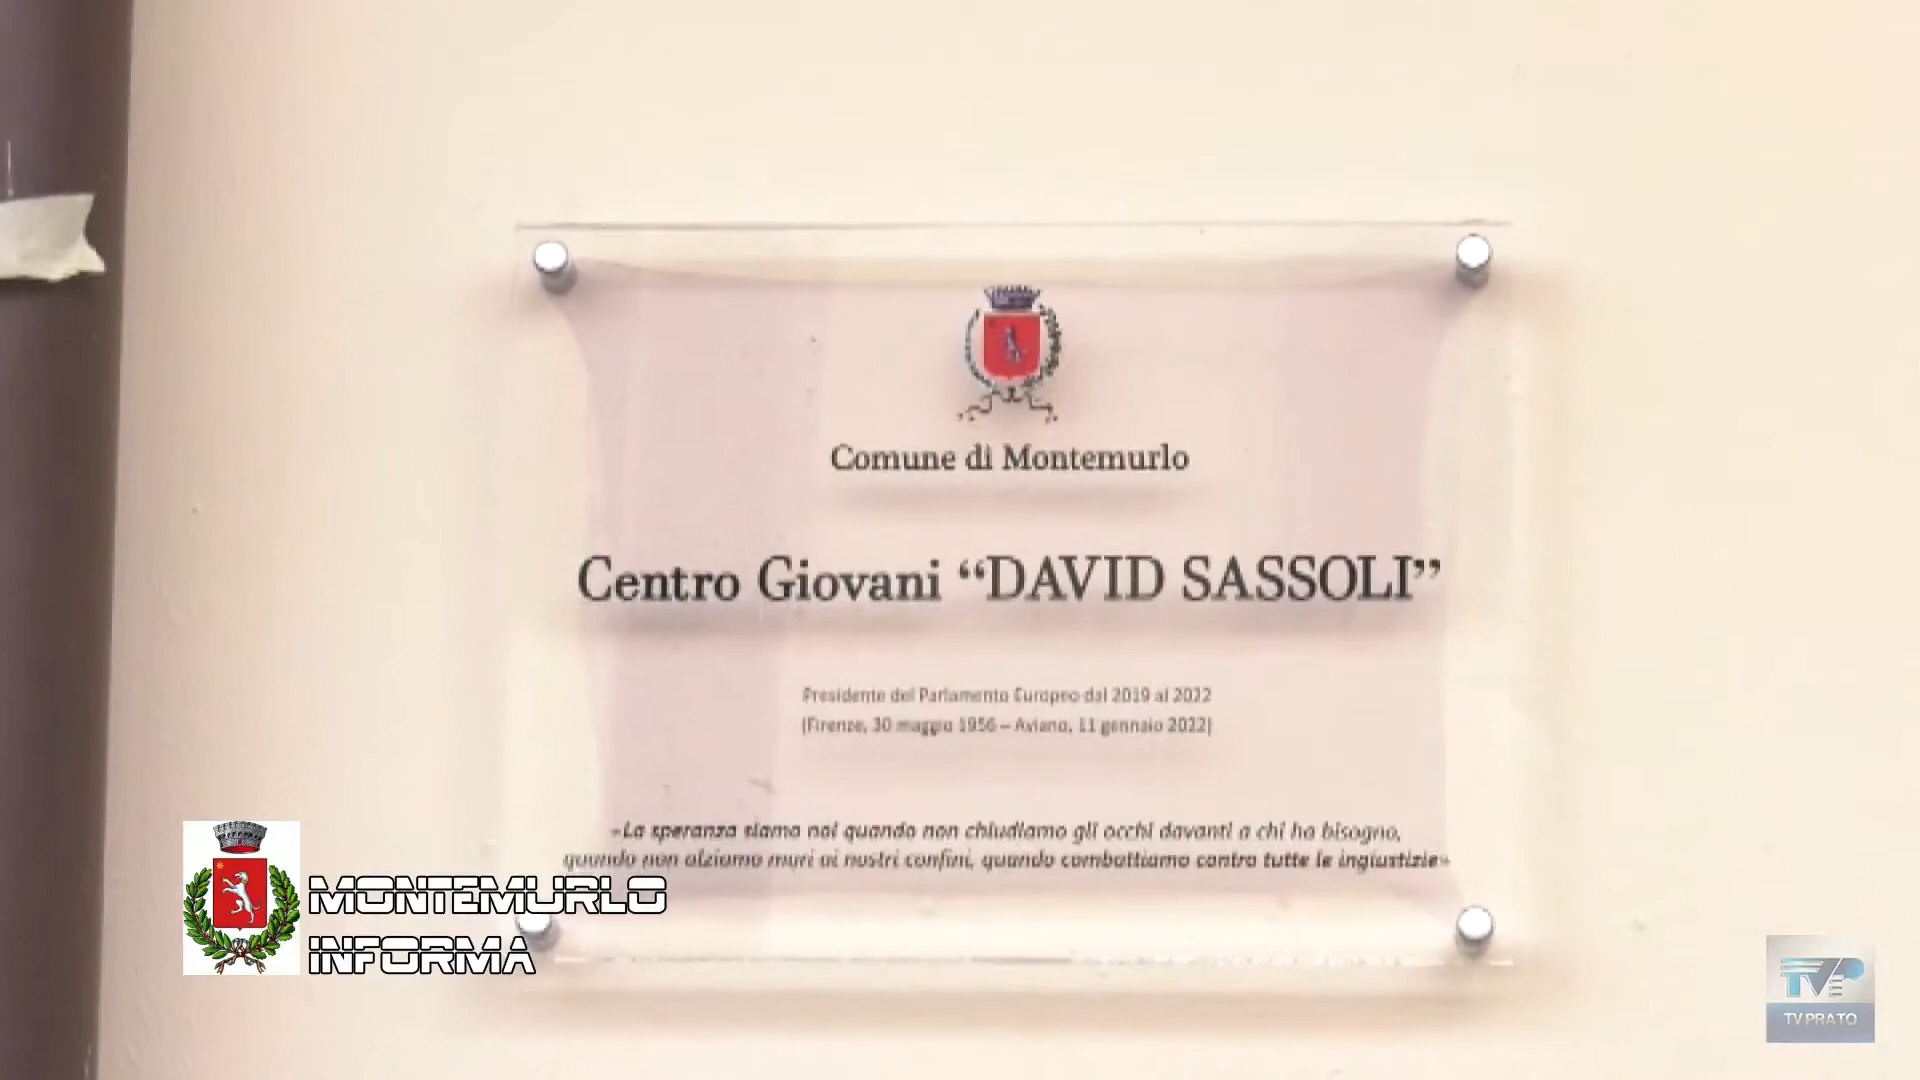 Comune di Montemurlo
Centro Giovani “DAVID SASSOLI”
Presidente del Parlamento Europeo dal 2019 al 2022
(Firenze, 30 maggio 1956 – Aviano, 11 gennaio 2022)
«La speranza siamo noi quando non chiudiamo gli occhi davanti a chi ha bisogno,
quando non alziamo muri ai nostri confini, quando combattiamo contro tutte le ingiustizie»
MONTEMURLO
INFORMA
TV PRATO